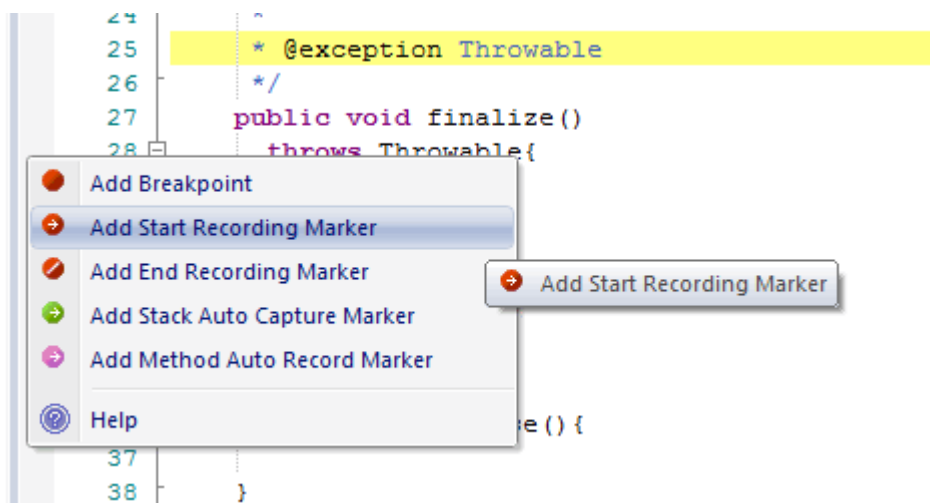 24 *
25 * @exception Throwable
26 */
27 public void finalize()
28 throws Throwable{
Add Breakpoint
Add Start Recording Marker
Add End Recording Marker
Add Start Recording Marker
Add Stack Auto Capture Marker
Add Method Auto Record Marker
Help
e(){
37
38 }